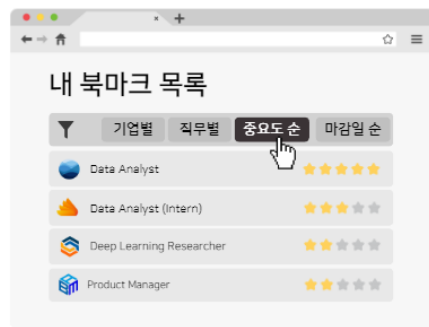 내 북마크 목록
기업별 직무별 중요도 순 마감일 순
Data Analyst
Data Analyst (Intern)
Deep Learning Researcher
Product Manager